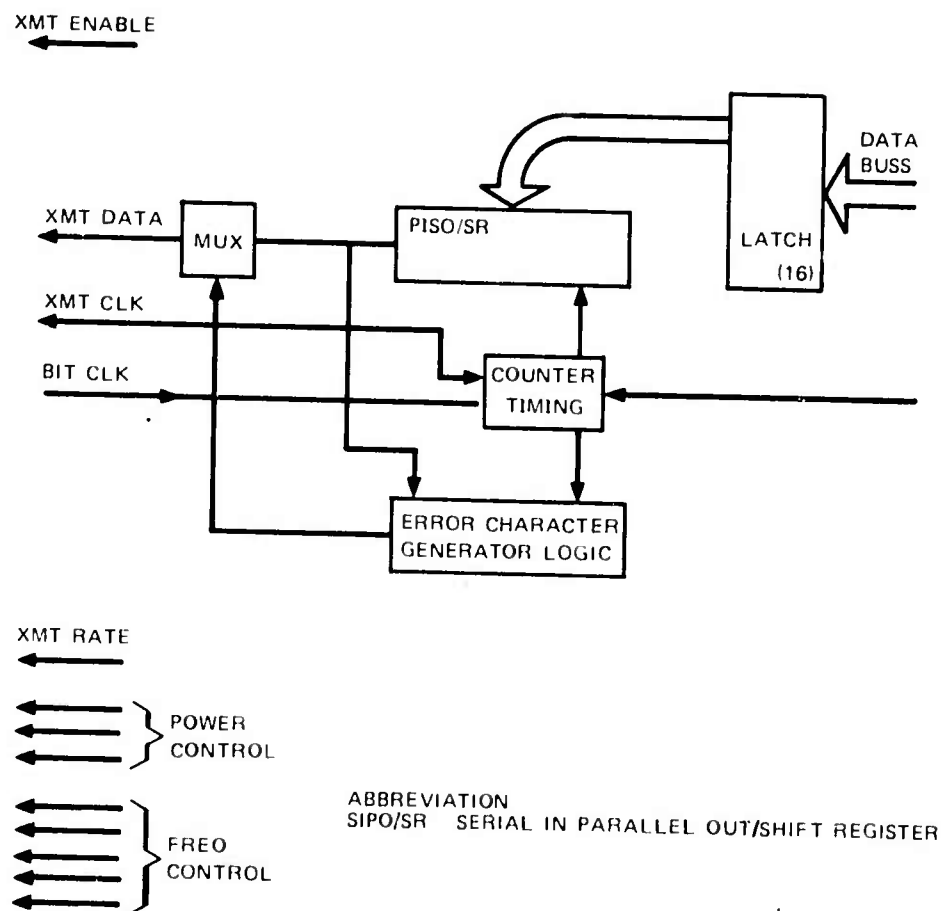 XMT ENABLE
DATA
BUSS
XMT DATA
MUX
PISO/SR
LATCH
(16)
XMT CLK
BIT CLK
COUNTER
TIMING
ERROR CHARACTER
GENERATOR LOGIC
XMT RATE
POWER
CONTROL
ABBREVIATION
SIPO/SR SERIAL IN PARALLEL OUT/SHIFT REGISTER
FREQ
CONTROL